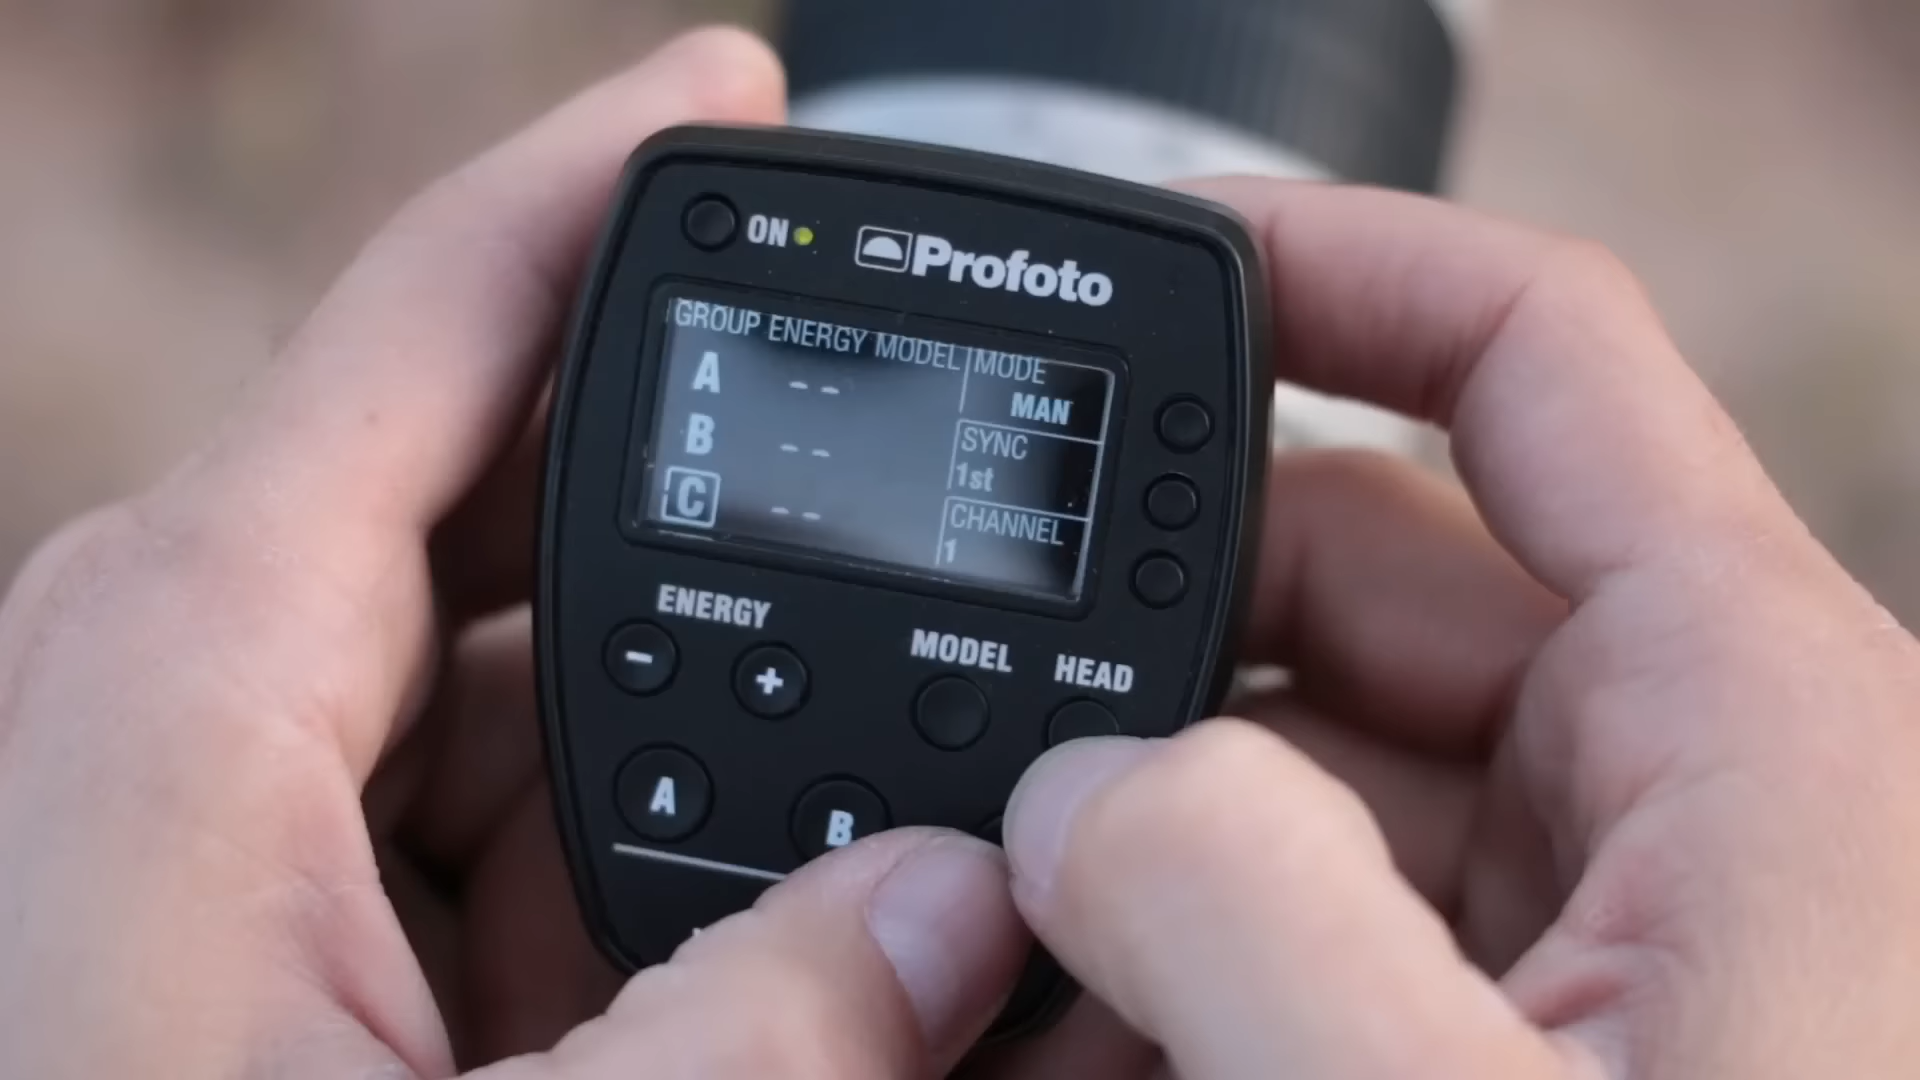 ON
Profoto
GROUP ENERGY MODEL
MODE
A --
MAN
B --
SYNC
1st
C --
CHANNEL
1
ENERGY
MODEL
HEAD
- +
A
B